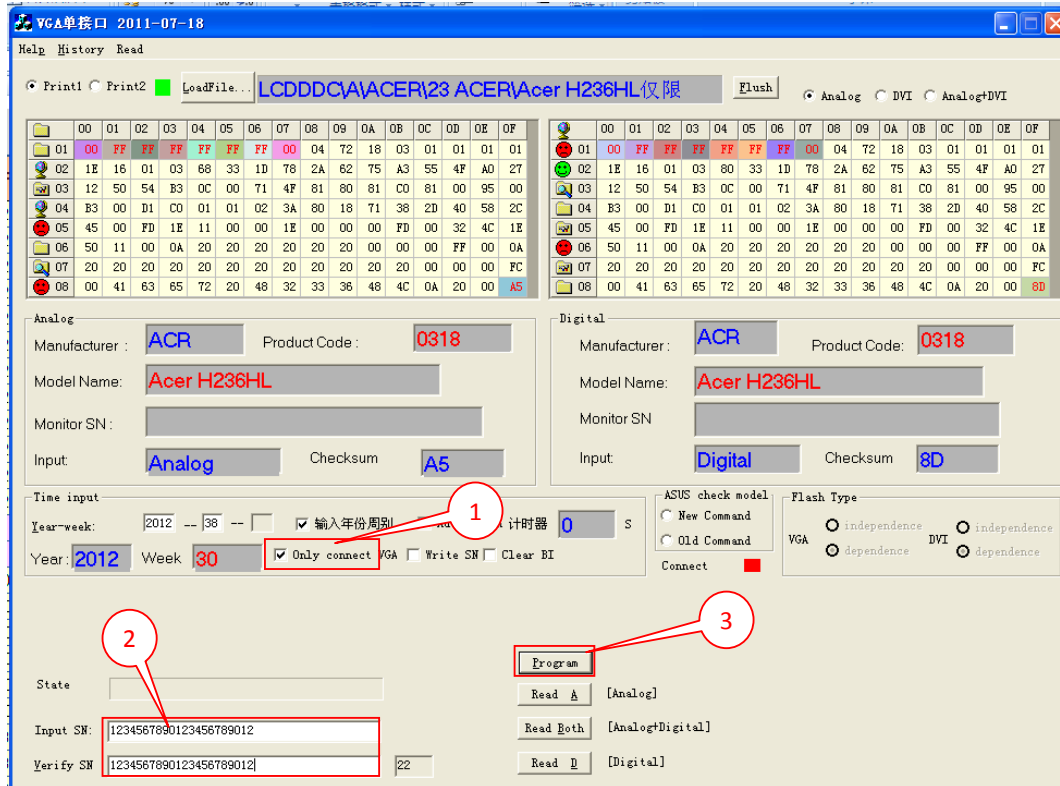 VGA单接口 2011-07-18
Help History Read
Print1 Print2 LoadFile... LCDDDC\A\ACER\23 ACER\Acer H236HL仅限 Flush Analog DVI Analog+DVI
00 01 02 03 04 05 06 07 08 09 0A 0B 0C 0D 0E 0F
01 00 FF FF FF FF FF FF 00 04 72 18 03 01 01 01 01
02 1E 16 01 03 68 33 1D 78 2A 62 75 A3 55 4F A0 27
03 12 50 54 B3 0C 00 71 4F 81 80 81 C0 81 00 95 00
04 B3 00 D1 C0 01 01 02 3A 80 18 71 38 2D 40 58 2C
05 45 00 FD 1E 11 00 00 1E 00 00 00 FD 00 32 4C 1E
06 50 11 00 0A 20 20 20 20 20 00 00 00 00 FF 00 0A
07 20 20 20 20 20 20 20 20 20 20 20 20 00 00 00 FC
08 00 41 63 65 72 20 48 32 33 36 48 4C 0A 20 00 A5
00 01 02 03 04 05 06 07 08 09 0A 0B 0C 0D 0E 0F
01 00 FF FF FF FF FF FF 00 04 72 18 03 01 01 01 01
02 1E 16 01 03 80 33 1D 78 2A 62 75 A3 55 4F A0 27
03 12 50 54 B3 0C 00 71 4F 81 80 81 C0 81 00 95 00
04 B3 00 D1 C0 01 01 02 3A 80 18 71 38 2D 40 58 2C
05 45 00 FD 1E 11 00 00 1E 00 00 00 FD 00 32 4C 1E
06 50 11 00 0A 20 20 20 20 20 20 00 00 00 FF 00 0A
07 20 20 20 20 20 20 20 20 20 20 20 20 00 00 00 FC
08 00 41 63 65 72 20 48 32 33 36 48 4C 0A 20 00 8D
Analog
Manufacturer : ACR Product Code : 0318
Model Name: Acer H236HL
Monitor SN :
Input: Analog Checksum A5
Digital
Manufacturer : ACR Product Code: 0318
Model Name: Acer H236HL
Monitor SN
Input: Digital Checksum 8D
Time input
Year-week: 2012 -- 38 -- 输入年份周别 计时器 0 S
Year: 2012 Week 30 Only connect VGA Write SN Clear BI
1
ASUS check model
New Command
Old Command
Connect
Flash Type
VGA independence DVI independence
dependence dependence
2
3
Program
State
Read A [Analog]
Input SN: 1234567890123456789012 Read Both [Analog+Digital]
Verify SN 1234567890123456789012 22 Read D [Digital]